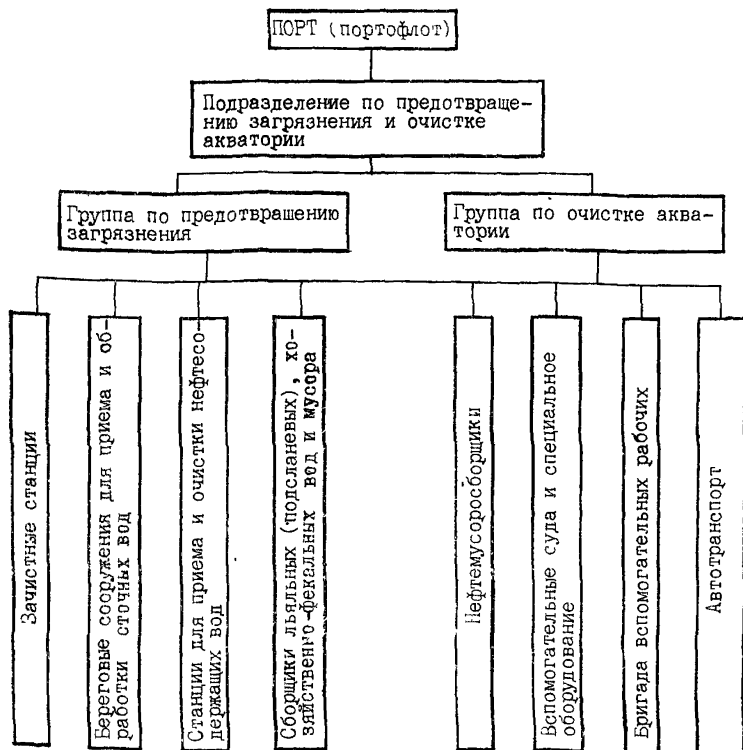 ПОРТ (портофлот)
Подразделение по предотвраще-
нию загрязнения и очистке
акватории
Группа по предотврашению
загрязнения
Группа по очистке аква-
тории
Зачистные станции
Береговые сооружения для приема и об-
работки сточных вод
Станции для приема и очистки нефтесо-
держащих вод
Сборщики льяльных (подсланевых), хо-
зяйственно-фекальных вод и мусора
Нефтемусоросборщики
Вспомогательные суда и специальное
оборудование
Бригада вспомогательных рабочих
Автотранспорт